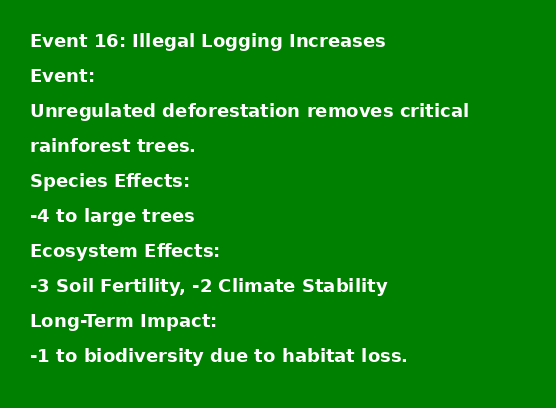 Event 16: Illegal Logging Increases
Event:
Unregulated deforestation removes critical
rainforest trees.
Species Effects:
-4 to large trees
Ecosystem Effects:
-3 Soil Fertility, -2 Climate Stability
Long-Term Impact:
-1 to biodiversity due to habitat loss.